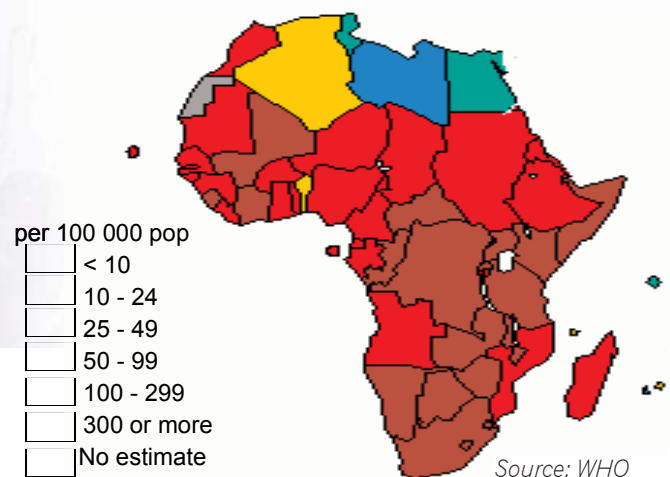 per 100 000 pop
< 10
10 - 24
25 - 49
50 - 99
100 - 299
300 or more
No estimate
Source: WHO